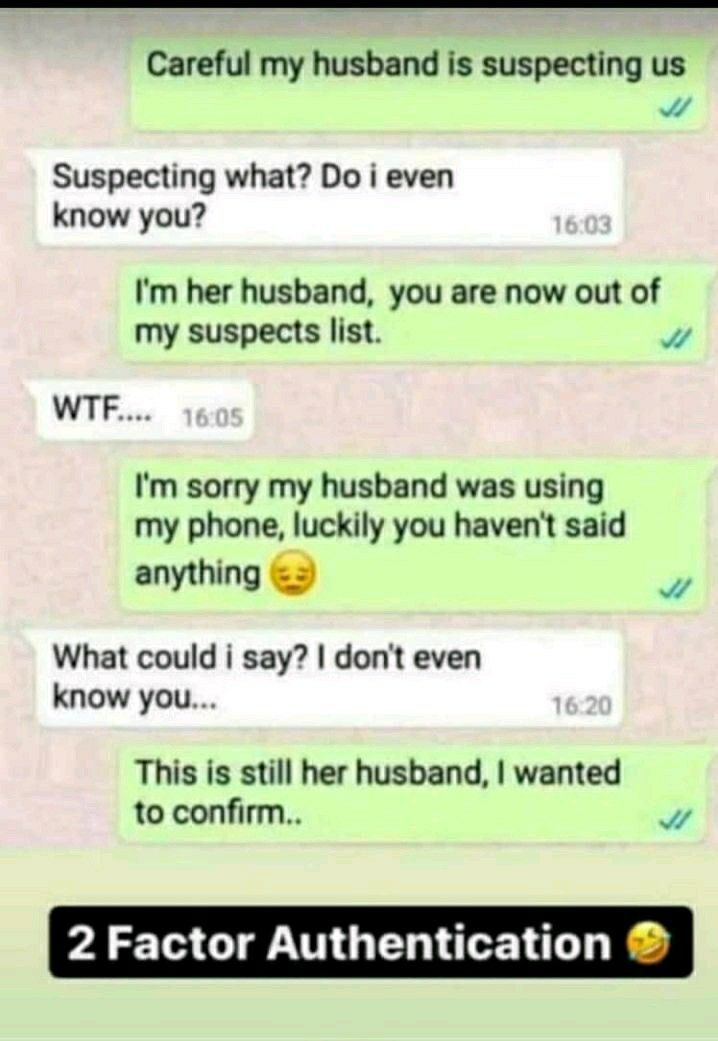 Careful my husband is suspecting us
Suspecting what? Do i even
know you?
16:03
I'm her husband, you are now out of
my suspects list.
WTF....
16:05
I'm sorry my husband was using
my phone, luckily you haven't said
anything 😔
What could i say? I don't even
know you...
16:20
This is still her husband, I wanted
to confirm..
2 Factor Authentication 🤣